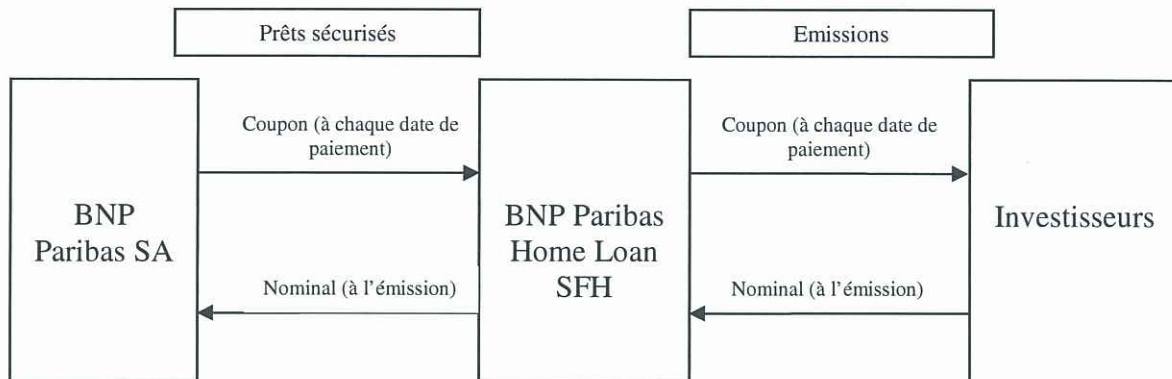 Prêts sécurisés
Emissions
Coupon (à chaque date de
paiement)
Coupon (à chaque date de
paiement)
BNP
Paribas SA
BNP Paribas
Home Loan
SFH
Investisseurs
Nominal (à l'émission)
Nominal (à l'émission)